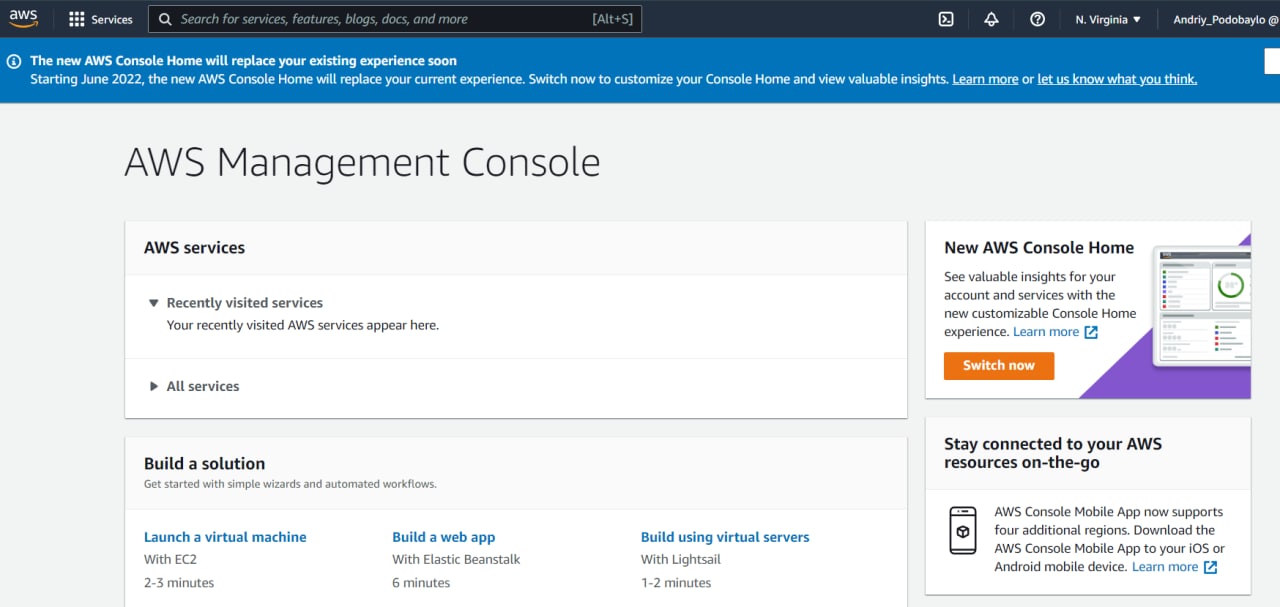 aws
Services
Search for services, features, blogs, docs, and more
[Alt+S]
N. Virginia
Andriy_Podobaylo @
The new AWS Console Home will replace your existing experience soon
Starting June 2022, the new AWS Console Home will replace your current experience. Switch now to customize your Console Home and view valuable insights. Learn more or let us know what you think.
AWS Management Console
AWS services
Recently visited services
Your recently visited AWS services appear here.
All services
Build a solution
Get started with simple wizards and automated workflows.
Launch a virtual machine
With EC2
2-3 minutes
Build a web app
With Elastic Beanstalk
6 minutes
Build using virtual servers
With Lightsail
1-2 minutes
New AWS Console Home
See valuable insights for your
account and services with the
new customizable Console Home
experience. Learn more
Switch now
Stay connected to your AWS
resources on-the-go
AWS Console Mobile App now supports
four additional regions. Download the
AWS Console Mobile App to your iOS or
Android mobile device. Learn more